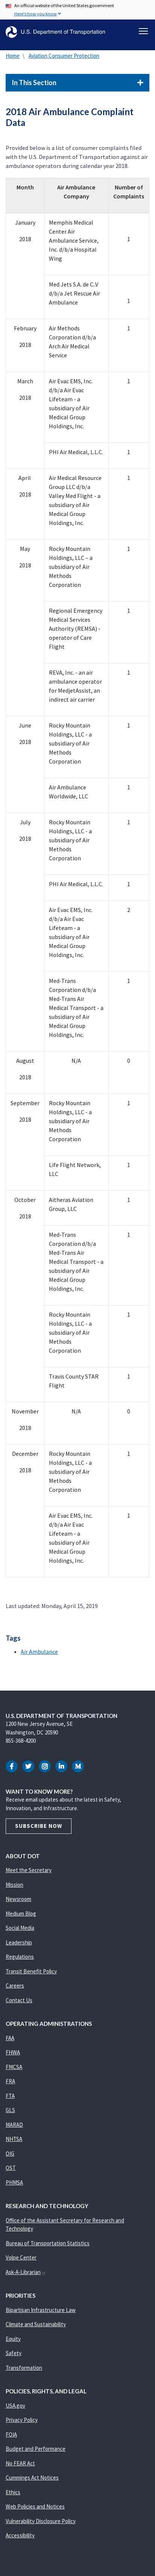 An official website of the United States government
Here's how you know
U.S. Department of Transportation
Home
Aviation Consumer Protection
In This Section
2018 Air Ambulance Complaint
Data
Provided below is a list of consumer complaints filed
with the U.S Department of Transportation against air
ambulance operators during calendar year 2018.
Month
Air Ambulance
Company
Number of
Complaints
January
2018
Memphis Medical
Center Air
Ambulance Service,
Inc. d/b/a Hospital
Wing
1
Med Jets S.A. de C.V
d/b/a Jet Rescue Air
Ambulance
1
February
2018
Air Methods
Corporation d/b/a
Arch Air Medical
Service
1
March
2018
Air Evac EMS, Inc.
d/b/a Air Evac
Lifeteam - a
subsidiary of Air
Medical Group
Holdings, Inc.
1
PHI Air Medical, L.L.C.
1
April
2018
Air Medical Resource
Group LLC d/b/a
Valley Med Flight - a
subsidiary of Air
Medical Group
Holdings, Inc.
1
May
2018
Rocky Mountain
Holdings, LLC – a
subsidiary of Air
Methods
Corporation
1
Regional Emergency
Medical Services
Authority (REMSA) -
operator of Care
Flight
1
REVA, Inc. - an air
ambulance operator
for MedjetAssist, an
indirect air carrier
1
June
2018
Rocky Mountain
Holdings, LLC - a
subsidiary of Air
Methods
Corporation
1
Air Ambulance
Worldwide, LLC
1
July
2018
Rocky Mountain
Holdings, LLC - a
subsidiary of Air
Methods
Corporation
1
PHI Air Medical, L.L.C.
1
Air Evac EMS, Inc.
d/b/a Air Evac
Lifeteam - a
subsidiary of Air
Medical Group
Holdings, Inc.
2
Med-Trans
Corporation d/b/a
Med-Trans Air
Medical Transport - a
subsidiary of Air
Medical Group
Holdings, Inc.
1
August
2018
N/A
0
September
2018
Rocky Mountain
Holdings, LLC - a
subsidiary of Air
Methods
Corporation
1
Life Flight Network,
LLC
1
October
2018
Aitheras Aviation
Group, LLC
1
Med-Trans
Corporation d/b/a
Med-Trans Air
Medical Transport - a
subsidiary of Air
Medical Group
Holdings, Inc.
1
Rocky Mountain
Holdings, LLC - a
subsidiary of Air
Methods
Corporation
1
Travis County STAR
Flight
1
November
2018
N/A
0
December
2018
Rocky Mountain
Holdings, LLC - a
subsidiary of Air
Methods
Corporation
1
Air Evac EMS, Inc.
d/b/a Air Evac
Lifeteam - a
subsidiary of Air
Medical Group
Holdings, Inc.
1
Last updated: Monday, April 15, 2019
Tags
Air Ambulance
U.S. DEPARTMENT OF TRANSPORTATION
1200 New Jersey Avenue, SE
Washington, DC 20590
855-368-4200
WANT TO KNOW MORE?
Receive email updates about the latest in Safety,
Innovation, and Infrastructure.
SUBSCRIBE NOW
ABOUT DOT
Meet the Secretary
Mission
Newsroom
Medium Blog
Social Media
Leadership
Regulations
Transit Benefit Policy
Careers
Contact Us
OPERATING ADMINISTRATIONS
FAA
FHWA
FMCSA
FRA
FTA
GLS
MARAD
NHTSA
OIG
OST
PHMSA
RESEARCH AND TECHNOLOGY
Office of the Assistant Secretary for Research and
Technology
Bureau of Transportation Statistics
Volpe Center
Ask-A-Librarian
PRIORITIES
Bipartisan Infrastructure Law
Climate and Sustainability
Equity
Safety
Transformation
POLICIES, RIGHTS, AND LEGAL
USA.gov
Privacy Policy
FOIA
Budget and Performance
No FEAR Act
Cummings Act Notices
Ethics
Web Policies and Notices
Vulnerability Disclosure Policy
Accessibility